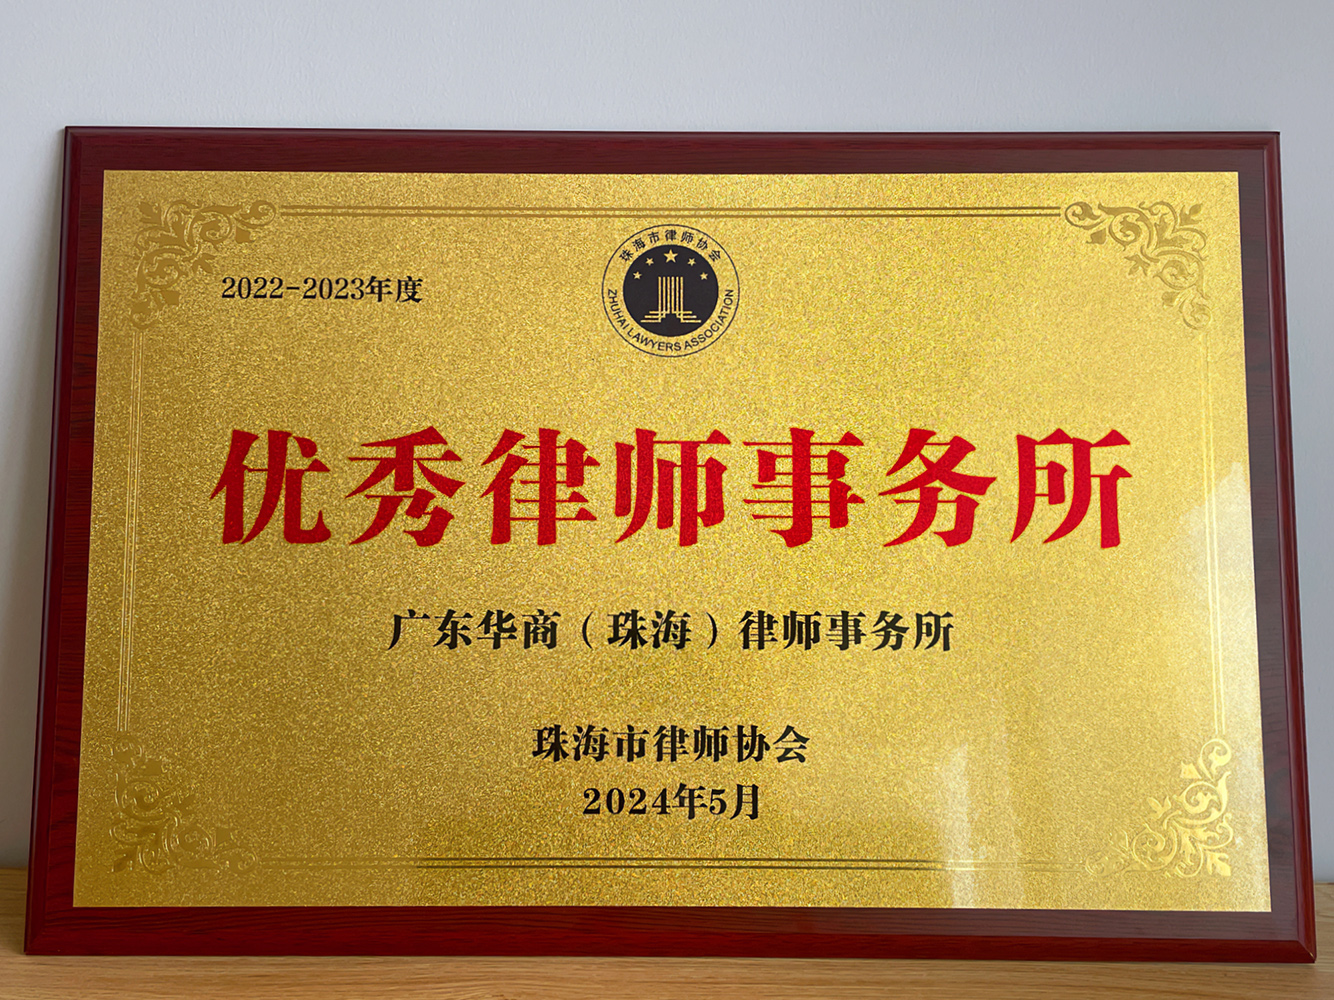 珠海市律师协会
ZHUHAI LAWYERS ASSOCIATION
2022-2023年度
优秀律师事务所
广东华商（珠海）律师事务所
珠海市律师协会
2024年5月